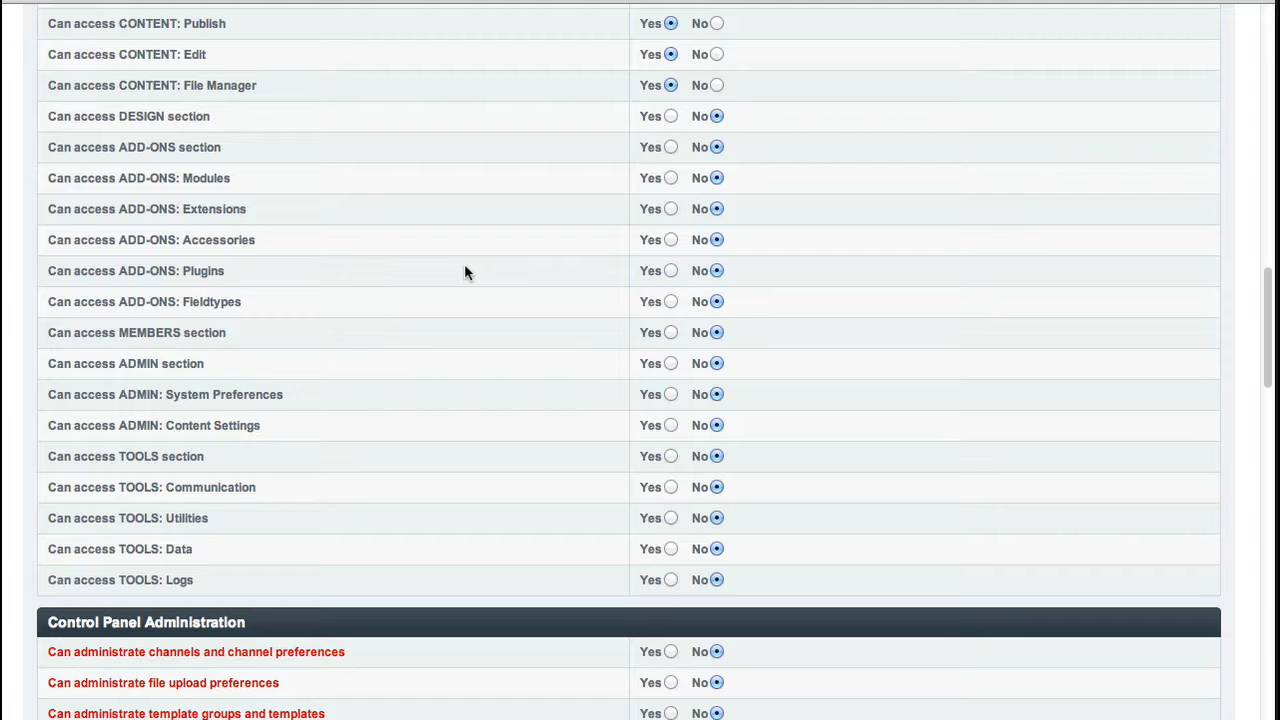 Can access CONTENT: Publish Yes No
Can access CONTENT: Edit Yes No
Can access CONTENT: File Manager Yes No
Can access DESIGN section Yes No
Can access ADD-ONS section Yes No
Can access ADD-ONS: Modules Yes No
Can access ADD-ONS: Extensions Yes No
Can access ADD-ONS: Accessories Yes No
Can access ADD-ONS: Plugins Yes No
Can access ADD-ONS: Fieldtypes Yes No
Can access MEMBERS section Yes No
Can access ADMIN section Yes No
Can access ADMIN: System Preferences Yes No
Can access ADMIN: Content Settings Yes No
Can access TOOLS section Yes No
Can access TOOLS: Communication Yes No
Can access TOOLS: Utilities Yes No
Can access TOOLS: Data Yes No
Can access TOOLS: Logs Yes No
Control Panel Administration
Can administrate channels and channel preferences Yes No
Can administrate file upload preferences Yes No
Can administrate template groups and templates Yes No